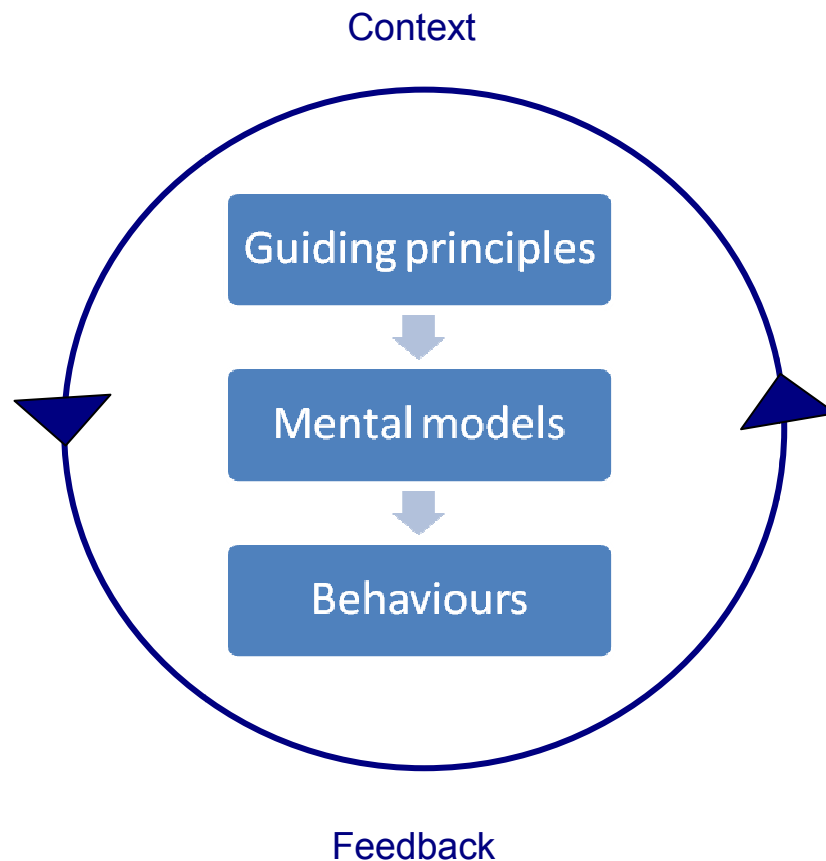 Context
Guiding principles
Mental models
Behaviours
Feedback